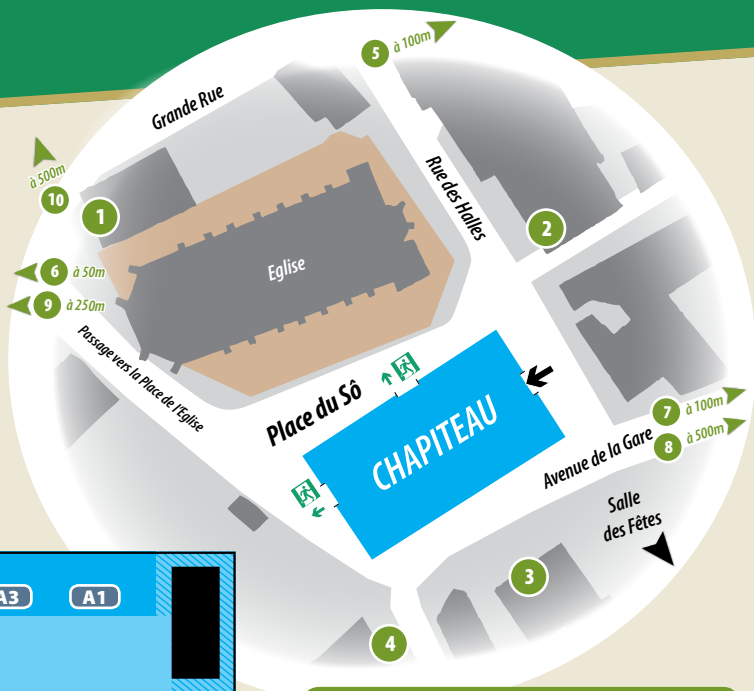 5 à 100m
Grande Rue
à 500m
10
1
Rue des Halles
2
Eglise
6 à 50m
9 à 250m
Passage vers la Place de l'Eglise
Place du Sô
CHAPITEAU
7 à 100m
8 à 500m
Avenue de la Gare
Salle
des Fêtes
3
A3 A1
4